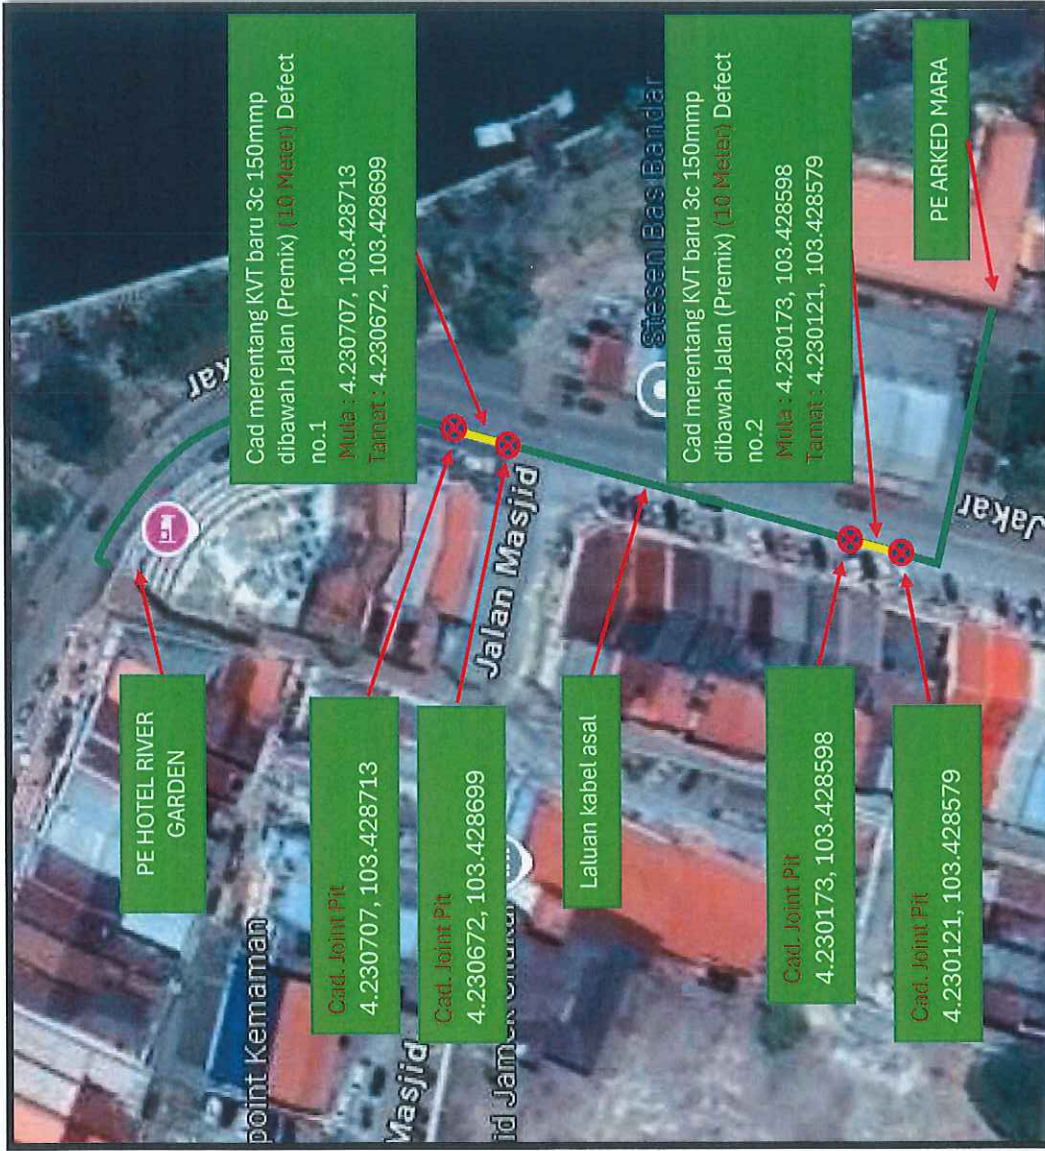 PE HOTEL RIVER
GARDEN
Cad. Joint Pit
4.230707, 103.428713
Cad. Joint Pit
4.230672, 103.428699
Laluan kabel asal
Cad. Joint Pit
4.230173, 103.428598
Cad. Joint Pit
4.230121, 103.428579
Cad merentang KVT baru 3c 150mmp
dibawah Jalan (Premix) (10 Meter) Defect
no.1
Mula : 4.230707, 103.428713
Tamat : 4.230672, 103.428699
Cad merentang KVT baru 3c 150mmp
dibawah Jalan (Premix) (10 Meter) Defect
no.2
Mula : 4.230173, 103.428598
Tamat : 4.230121, 103.428579
PE ARKED MARA
Jalan Masjid
Stesen Bas Bandar
Jakar
kar
point Kemaman
Masjid
id Jamek